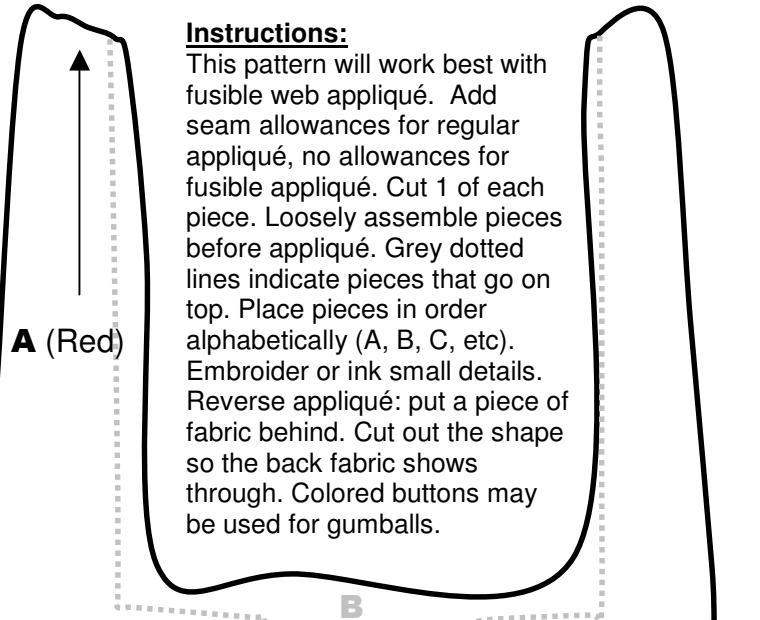 Instructions:
This pattern will work best with
fusible web appliqué.  Add
seam allowances for regular
appliqué, no allowances for
fusible appliqué. Cut 1 of each
piece. Loosely assemble pieces
before appliqué. Grey dotted
lines indicate pieces that go on
top. Place pieces in order
alphabetically (A, B, C, etc).
Embroider or ink small details.
Reverse appliqué: put a piece of
fabric behind. Cut out the shape
so the back fabric shows
through. Colored buttons may
be used for gumballs.
A (Red)
B